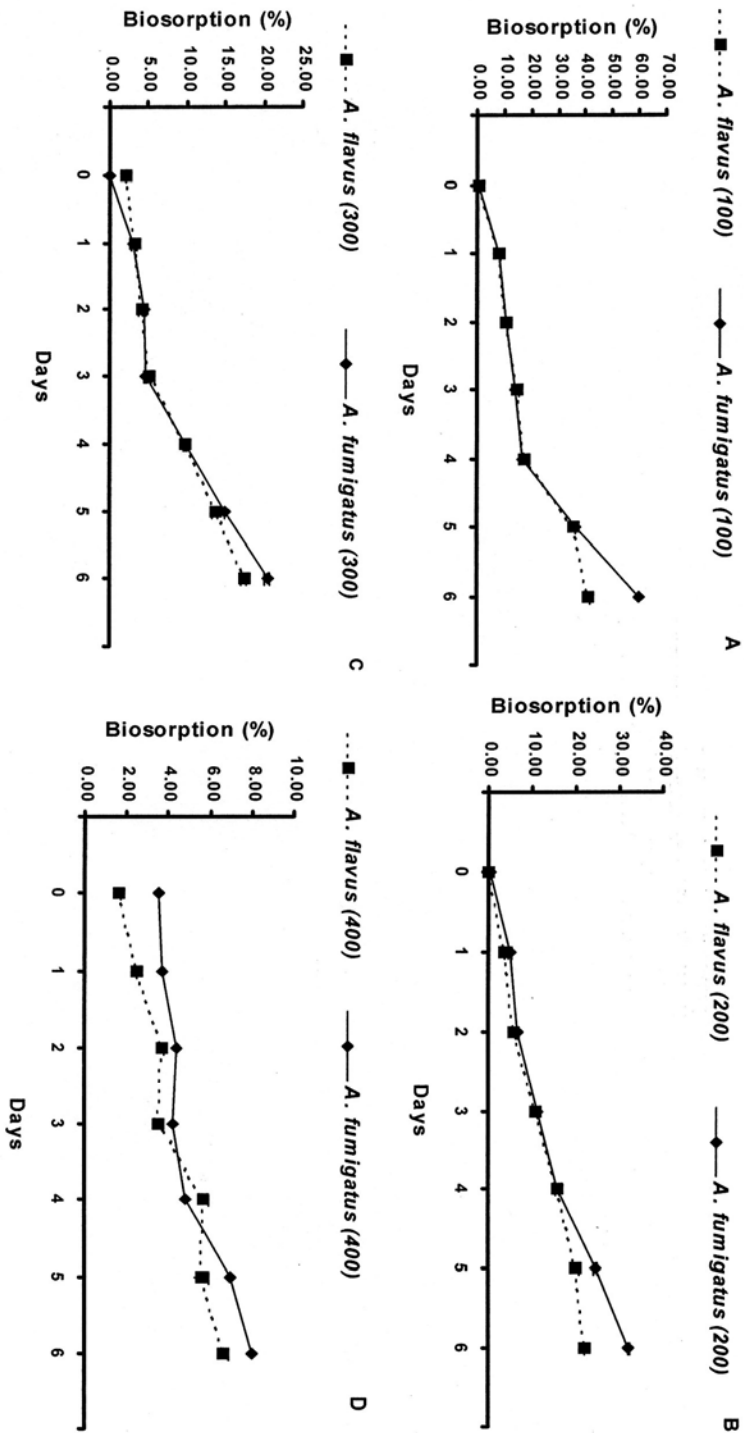 A. flavus (100) A. fumigatus (100) A
Biosorption (%)
70.00
60.00
50.00
40.00
30.00
20.00
10.00
0.00
0 1 2 3 4 5 6
Days
A. flavus (200) A. fumigatus (200) B
Biosorption (%)
40.00
30.00
20.00
10.00
0.00
0 1 2 3 4 5 6
Days
A. flavus (300) A. fumigatus (300) C
Biosorption (%)
25.00
20.00
15.00
10.00
5.00
0.00
0 1 2 3 4 5 6
Days
A. flavus (400) A. fumigatus (400) D
Biosorption (%)
10.00
8.00
6.00
4.00
2.00
0.00
0 1 2 3 4 5 6
Days